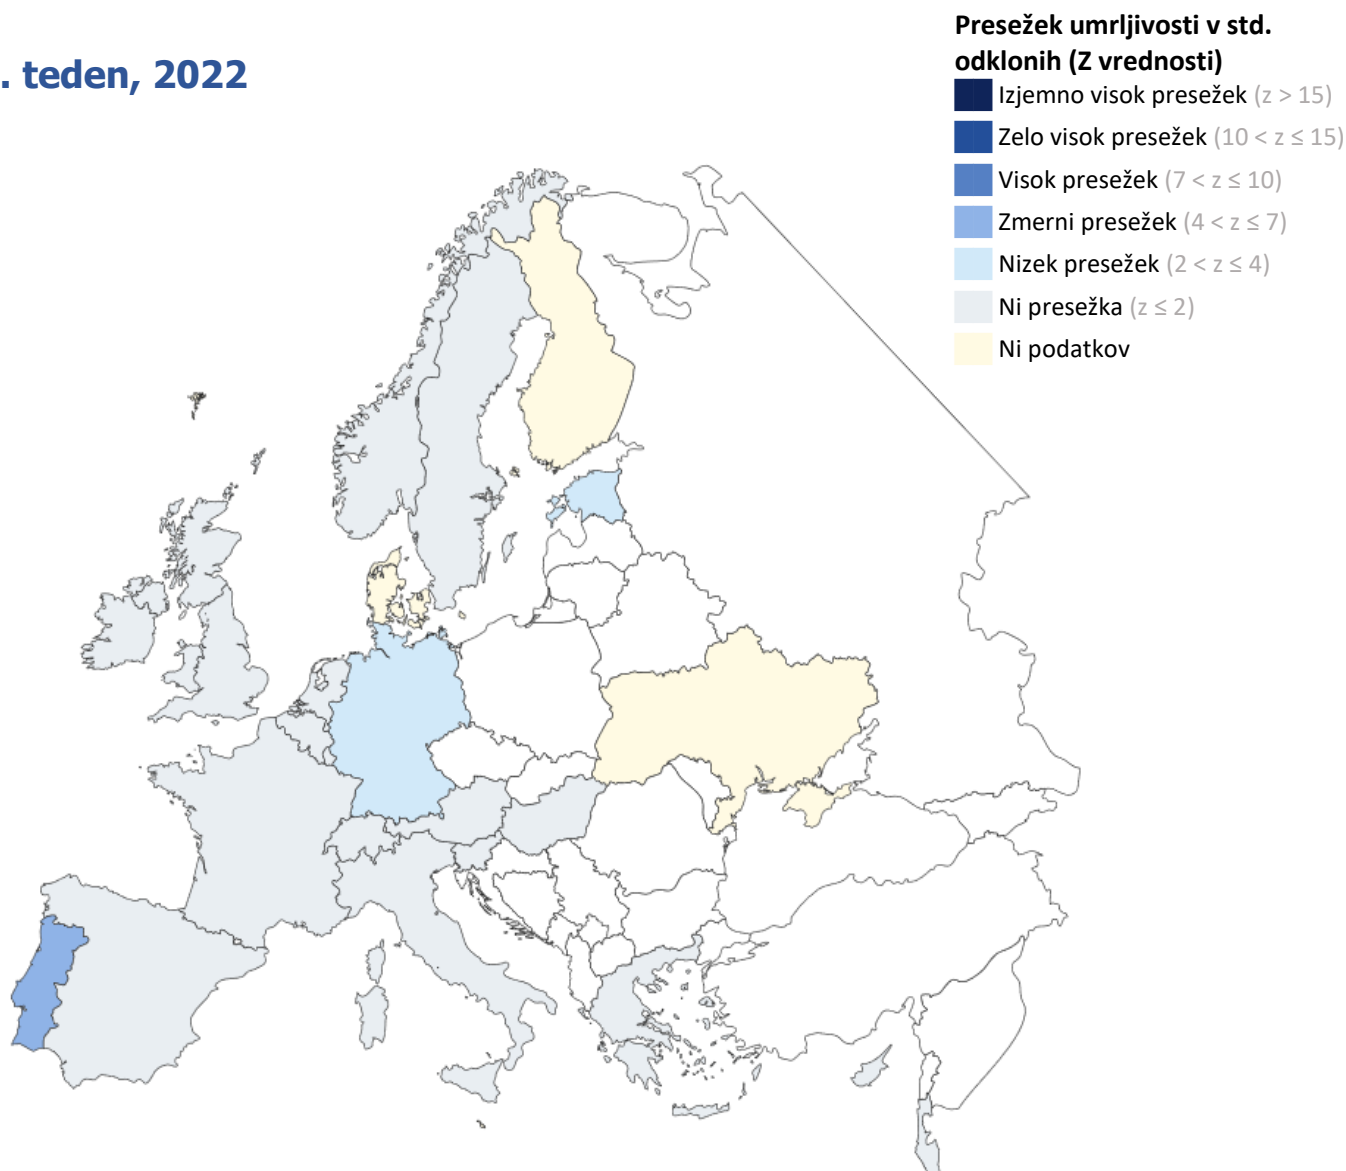 Presežek umrljivosti v std.
odklonih (Z vrednosti)
. teden, 2022
Izjemno visok presežek (z > 15)
Zelo visok presežek (10 < z ≤ 15)
Visok presežek (7 < z ≤ 10)
Zmerni presežek (4 < z ≤ 7)
Nizek presežek (2 < z ≤ 4)
Ni presežka (z ≤ 2)
Ni podatkov